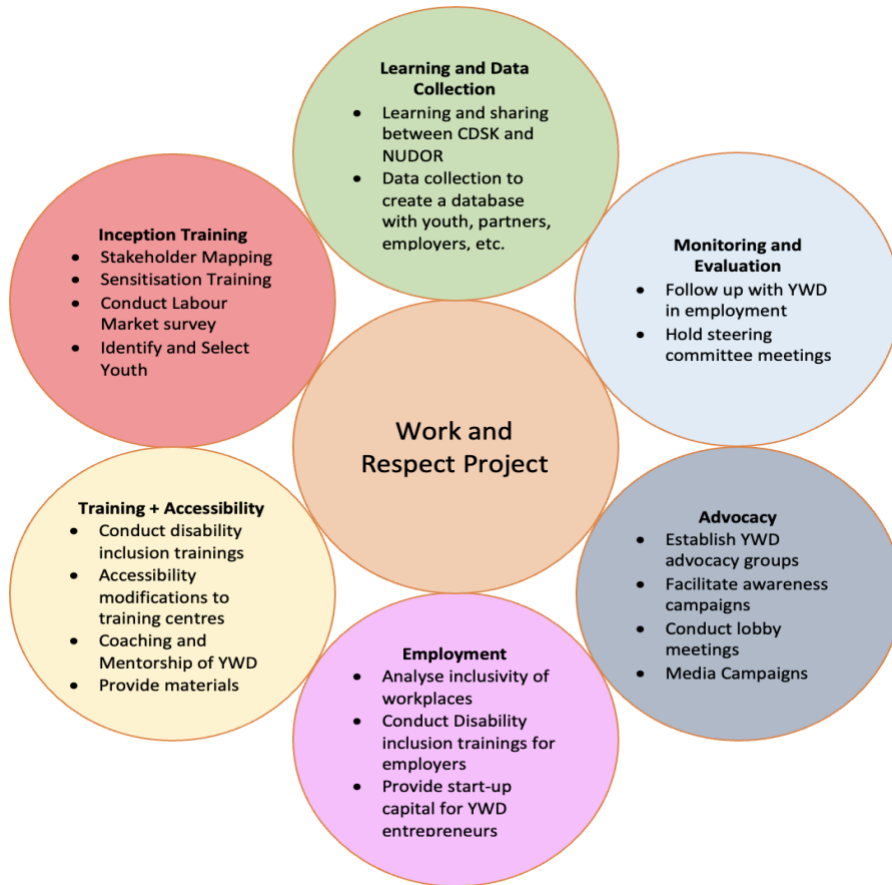 Learning and Data
Collection
• Learning and sharing
between CDSK and
NUDOR
• Data collection to
create a database
with youth, partners,
employers, etc.
Inception Training
• Stakeholder Mapping
• Sensitisation Training
• Conduct Labour
Market survey
• Identify and Select
Youth
Monitoring and
Evaluation
• Follow up with YWD
in employment
• Hold steering
committee meetings
Work and
Respect Project
Training + Accessibility
• Conduct disability
inclusion trainings
• Accessibility
modifications to
training centres
• Coaching and
Mentorship of YWD
• Provide materials
Advocacy
• Establish YWD
advocacy groups
• Facilitate awareness
campaigns
• Conduct lobby
meetings
• Media Campaigns
Employment
• Analyse inclusivity of
workplaces
• Conduct Disability
inclusion trainings for
employers
• Provide start-up
capital for YWD
entrepreneurs